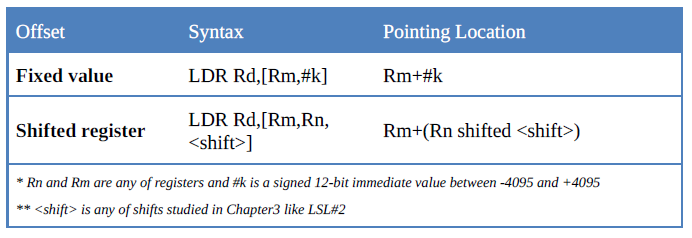 Offset Syntax Pointing Location
Fixed value LDR Rd,[Rm,#k] Rm+#k
Shifted register LDR Rd,[Rm,Rn,
<shift>] Rm+(Rn shifted <shift>)
* Rn and Rm are any of registers and #k is a signed 12-bit immediate value between -4095 and +4095
** <shift> is any of shifts studied in Chapter3 like LSL#2